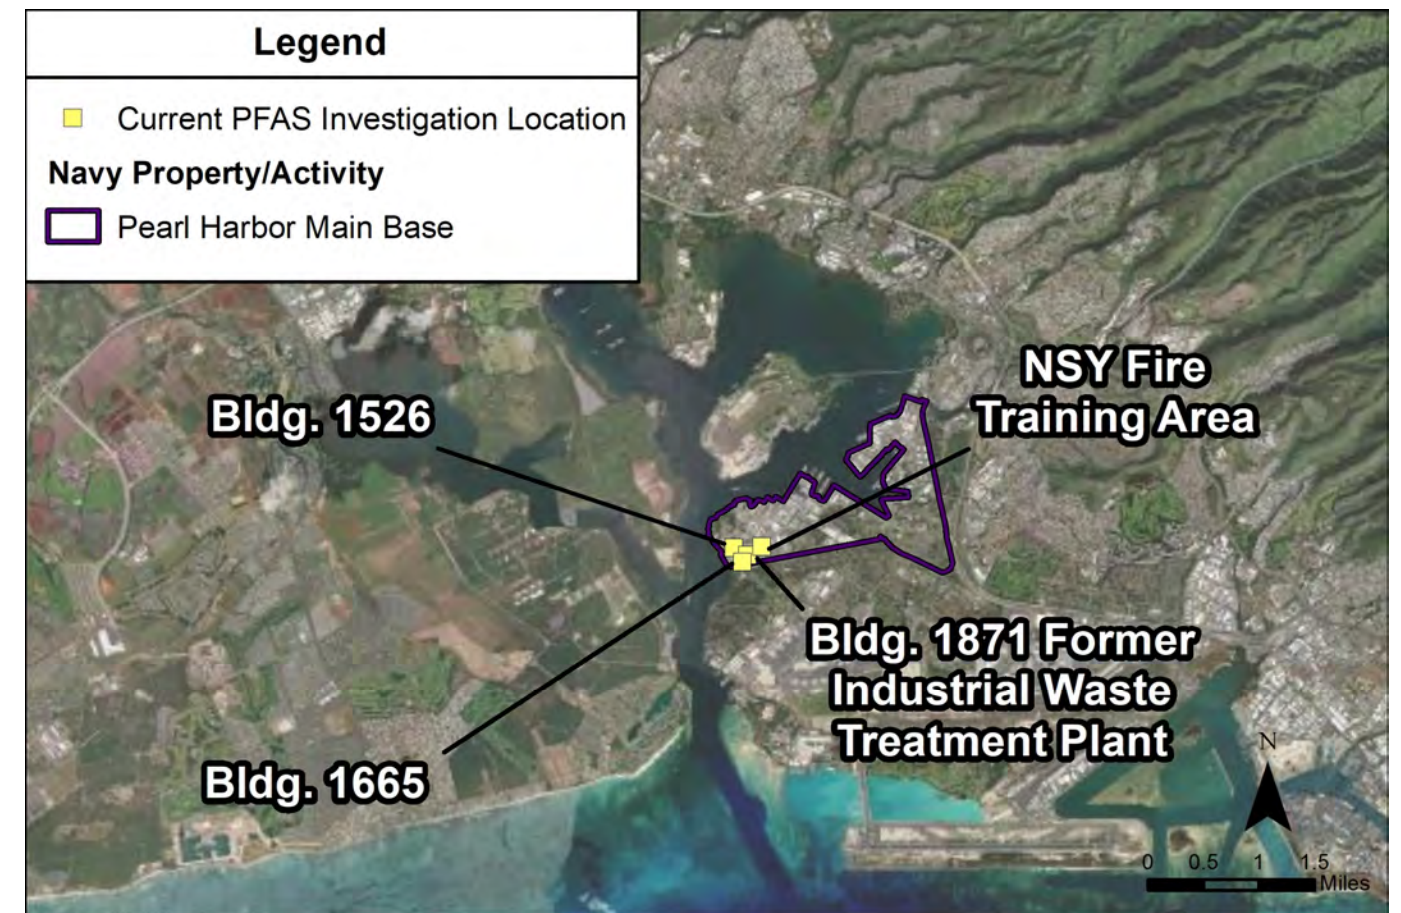 Legend
Current PFAS Investigation Location
Navy Property/Activity
Pearl Harbor Main Base
Bldg. 1526
NSY Fire
Training Area
Bldg. 1871 Former
Industrial Waste
Treatment Plant
Bldg. 1665
N
0 0.5 1 1.5
Miles